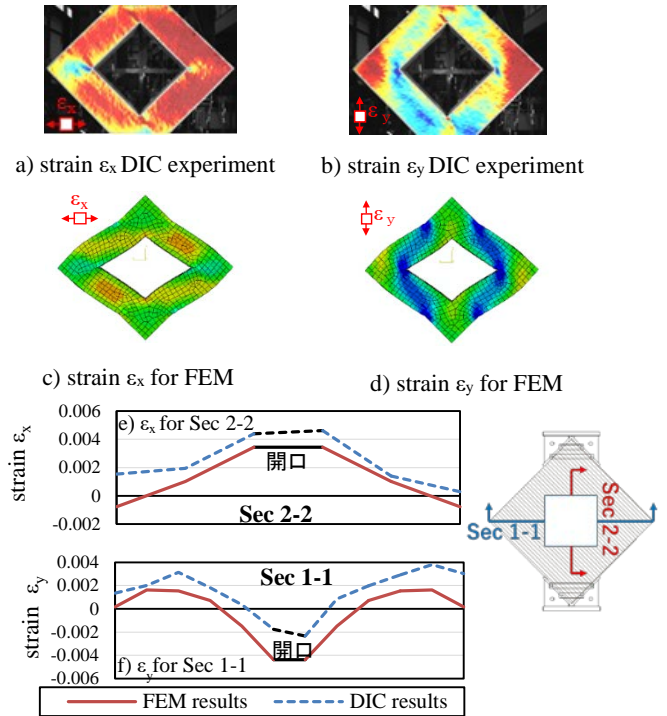 εx
ε y
a) strain εx DIC experiment
b) strain εy DIC experiment
εx
ε y
c) strain εx for FEM
d) strain εy for FEM
strain εx
0.006
0.004
0.002
0
-0.002
e) εx for Sec 2-2
開口
Sec 2-2
strain εy
0.004
0.002
0
-0.002
-0.004
-0.006
Sec 1-1
開口
f) εy for Sec 1-1
FEM results
DIC results
Sec 1-1
Sec 2-2